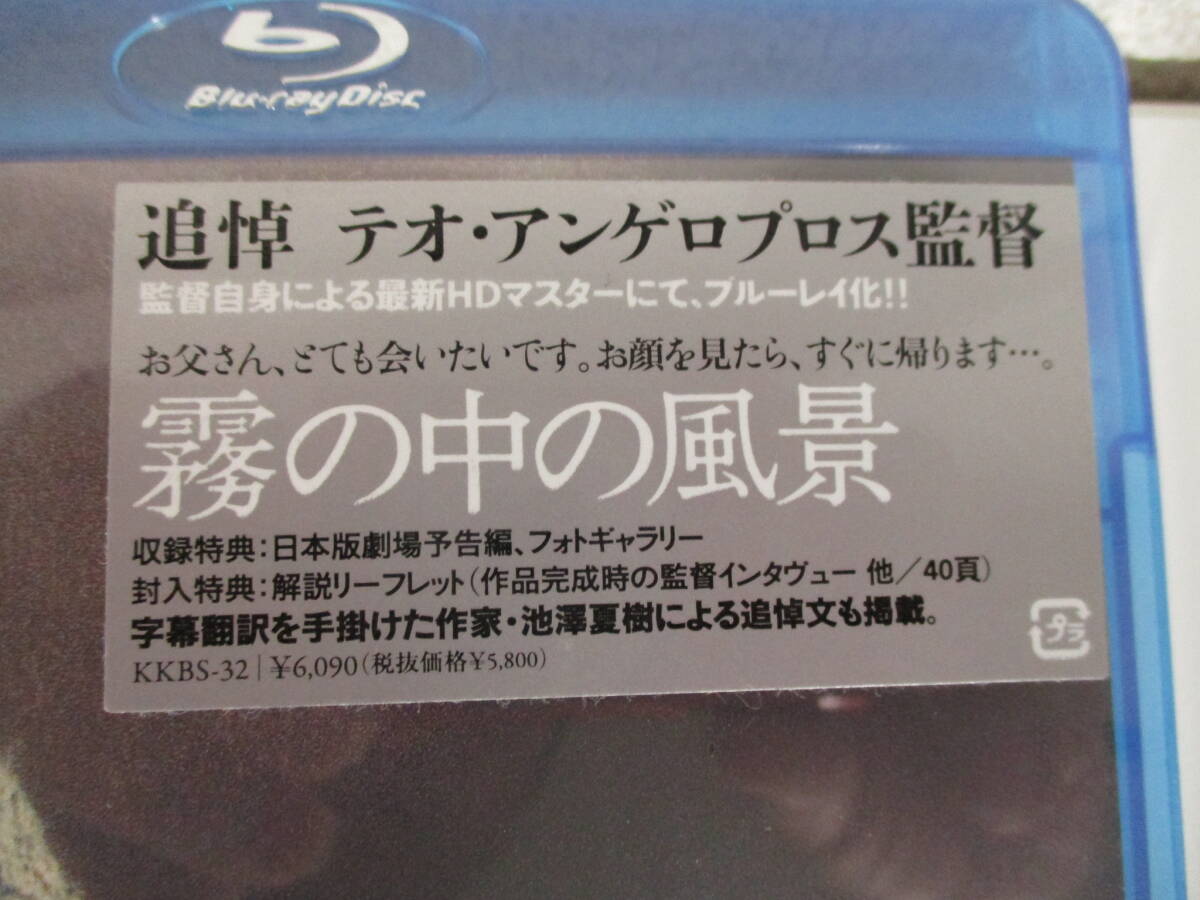 Blu-ray Disc
追悼 テオ・アンゲロプロス監督
監督自身による最新HDマスターにて、ブルーレイ化!!
お父さん、とても会いたいです。お顔を見たら、すぐに帰ります…。
霧の中の風景
収録特典:日本版劇場予告編、フォトギャラリー
封入特典:解説リーフレット(作品完成時の監督インタヴュー 他/40頁)
字幕翻訳を手掛けた作家・池澤夏樹による追悼文も掲載。
プラ
KKBS-32|¥6,090(税抜価格¥5,800)